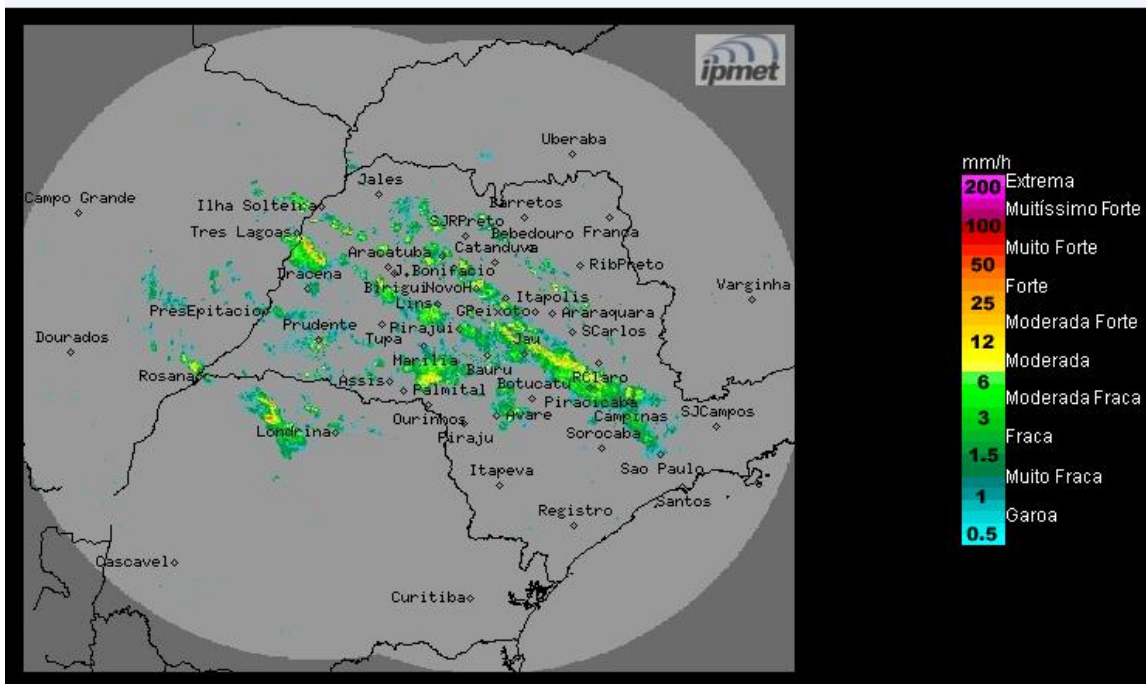 ipmet
Uberaba
Jales
Campo Grande
Ilha Solteira
Barretos
SJRPreto
Tres Lagoas
Bebedouro
Franca
Aracatuba
Catanduva
Dracena
J.Bonifacio
RibPreto
Birigui
NovoH
Varginha
Lins
Itapolis
PresEpitacio
GPeixoto
Araraquara
Prudente
Pirajui
SCarlos
Dourados
Tupa
Jau
Marilia
Bauru
Rosana
Assis
Botucatu
RClaro
Palmital
Piracicaba
Ourinhos
Avare
Campinas
SJCampos
Londrina
Piraju
Sorocaba
Itapeva
Sao Paulo
Santos
Registro
Cascavel
Curitiba
mm/h
200 Extrema
Muitíssimo Forte
100
Muito Forte
50
Forte
25
Moderada Forte
12
Moderada
6
Moderada Fraca
3
Fraca
1.5
Muito Fraca
1
Garoa
0.5